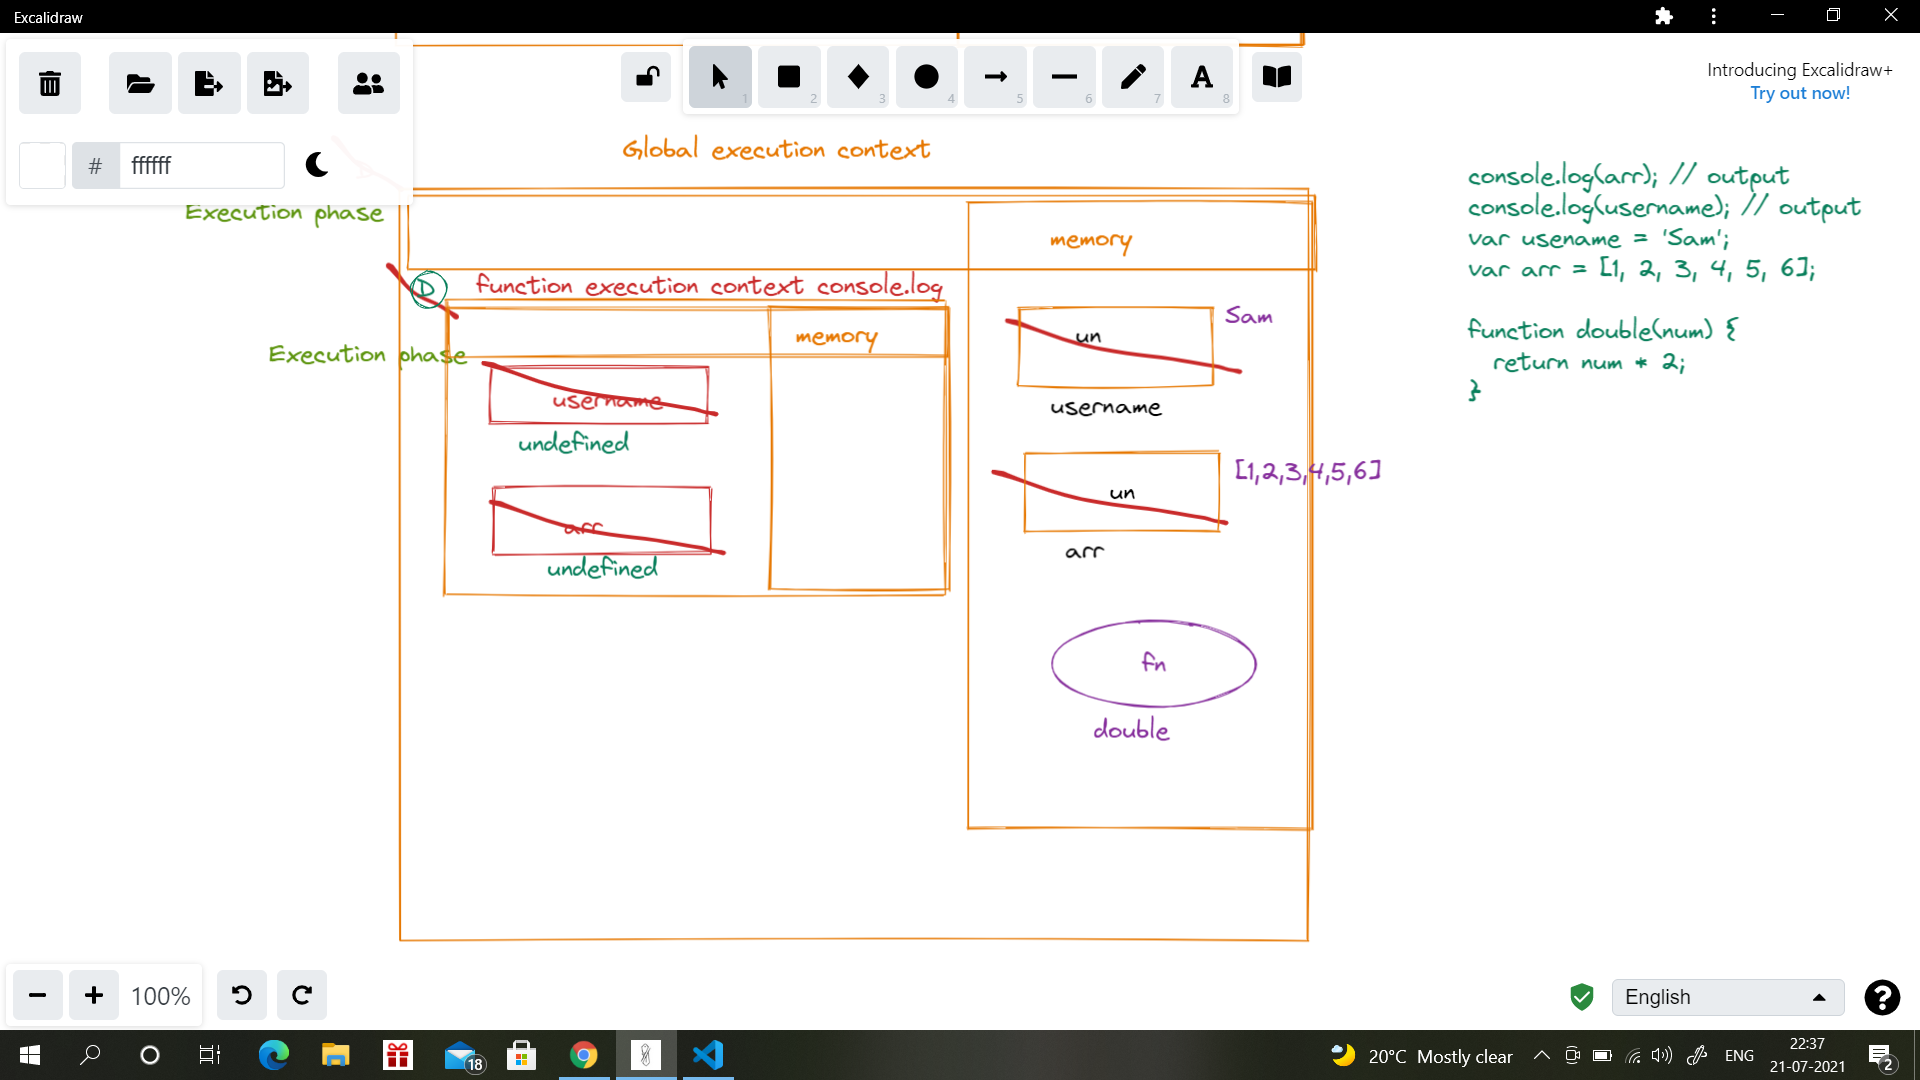 Excalidraw
1
2
3
4
5
6
7
A
8
Introducing Excalidraw+
Try out now!
# ffffff
Global execution context
Execution phase
memory
console.log(arr); // output
console.log(username); // output
var usename = 'Sam';
var arr = [1, 2, 3, 4, 5, 6];
function double(num) {
return num * 2;
}
D
function execution context console.log
Execution phase
memory
username
undefined
arr
undefined
un
Sam
username
un
[1,2,3,4,5,6]
arr
fn
double
100%
English
?
18
20°C Mostly clear
ENG
22:37
21-07-2021
2